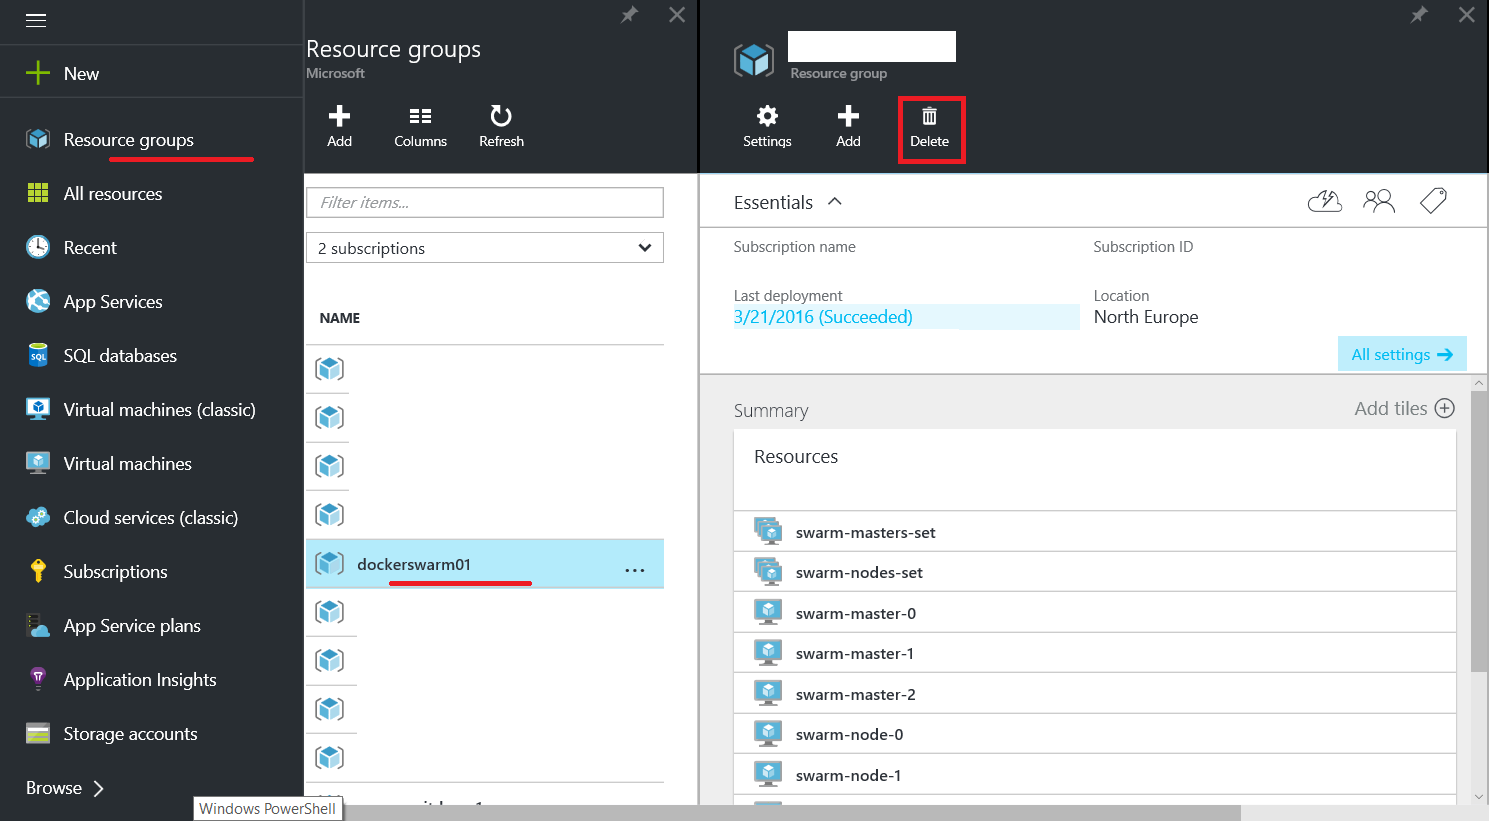 New
Resource groups
All resources
Recent
App Services
SQL databases
Virtual machines (classic)
Virtual machines
Cloud services (classic)
Subscriptions
App Service plans
Application Insights
Storage accounts
Browse
Windows PowerShell
Resource groups
Microsoft
Add Columns Refresh
Filter items...
2 subscriptions
NAME
dockerswarm01 ...
Resource group
Settings Add Delete
Essentials
Subscription name Subscription ID
Last deployment Location
3/21/2016 (Succeeded) North Europe
All settings
Summary Add tiles
Resources
swarm-masters-set
swarm-nodes-set
swarm-master-0
swarm-master-1
swarm-master-2
swarm-node-0
swarm-node-1